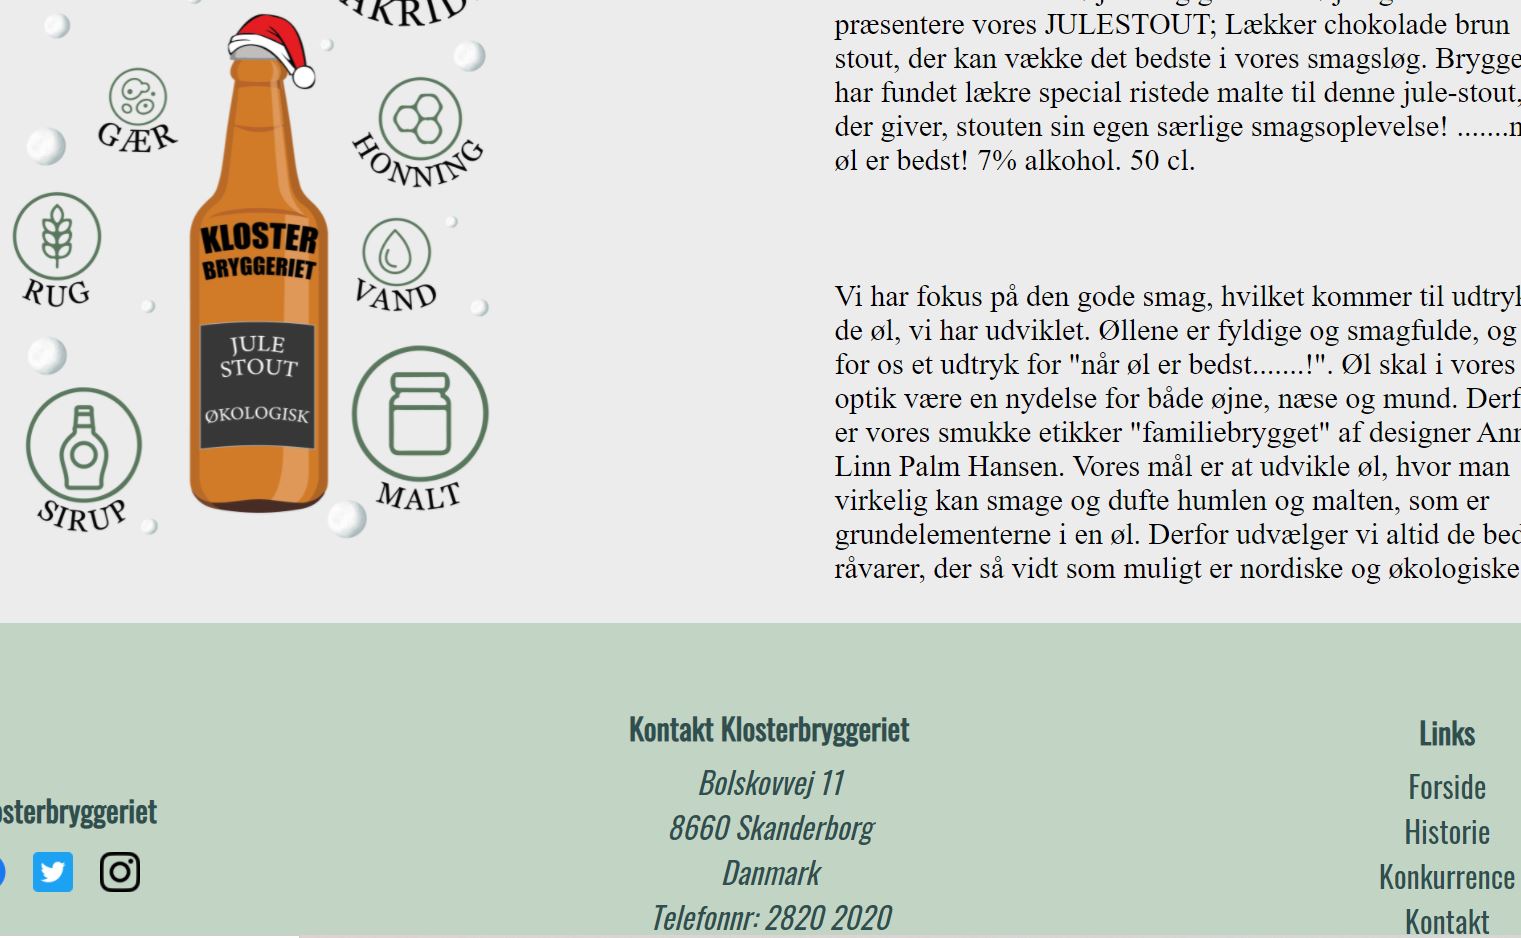 GÆR
HONNING
RUG
VAND
KLOSTER
BRYGGERIET
JULE
STOUT
ØKOLOGISK
SIRUP
MALT
præsentere vores JULESTOUT; Lækker chokolade brun
stout, der kan vække det bedste i vores smagsløg. Brygge
har fundet lækre special ristede malte til denne jule-stout,
der giver, stouten sin egen særlige smagsoplevelse! .......n
øl er bedst! 7% alkohol. 50 cl.
Vi har fokus på den gode smag, hvilket kommer til udtryk
de øl, vi har udviklet. Øllene er fyldige og smagfulde, og
for os et udtryk for "når øl er bedst.......!". Øl skal i vores
optik være en nydelse for både øjne, næse og mund. Derf
er vores smukke etikker "familiebrygget" af designer Ann
Linn Palm Hansen. Vores mål er at udvikle øl, hvor man
virkelig kan smage og dufte humlen og malten, som er
grundelementerne i en øl. Derfor udvælger vi altid de bed
råvarer, der så vidt som muligt er nordiske og økologiske
osterbryggeriet
Kontakt Klosterbryggeriet
Bolskovvej 11
8660 Skanderborg
Danmark
Telefonnr: 2820 2020
Links
Forside
Historie
Konkurrence
Kontakt